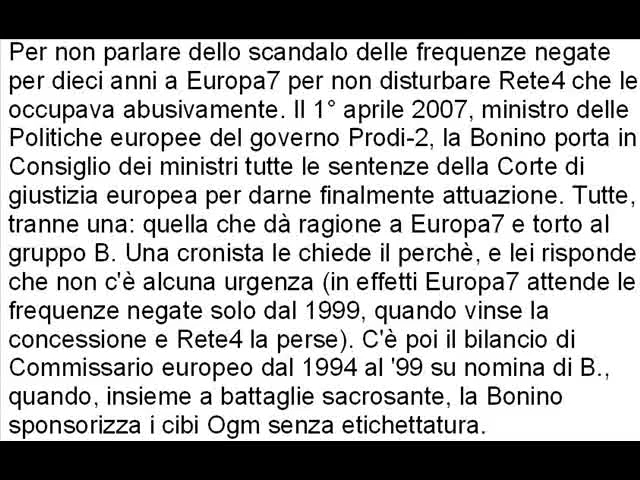 Per non parlare dello scandalo delle frequenze negate
per dieci anni a Europa7 per non disturbare Rete4 che le
occupava abusivamente. Il 1° aprile 2007, ministro delle
Politiche europee del governo Prodi-2, la Bonino porta in
Consiglio dei ministri tutte le sentenze della Corte di
giustizia europea per darne finalmente attuazione. Tutte,
tranne una: quella che dà ragione a Europa7 e torto al
gruppo B. Una cronista le chiede il perchè, e lei risponde
che non c'è alcuna urgenza (in effetti Europa7 attende le
frequenze negate solo dal 1999, quando vinse la
concessione e Rete4 la perse). C'è poi il bilancio di
Commissario europeo dal 1994 al '99 su nomina di B.,
quando, insieme a battaglie sacrosante, la Bonino
sponsorizza i cibi Ogm senza etichettatura.